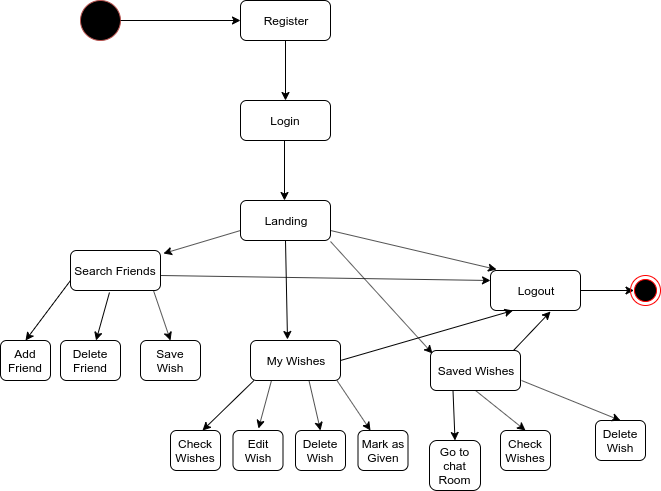 Register
Login
Landing
Search Friends
Logout
Add
Friend
Delete
Friend
Save
Wish
My Wishes
Saved Wishes
Check
Wishes
Edit
Wish
Delete
Wish
Mark as
Given
Go to
chat
Room
Check
Wishes
Delete
Wish